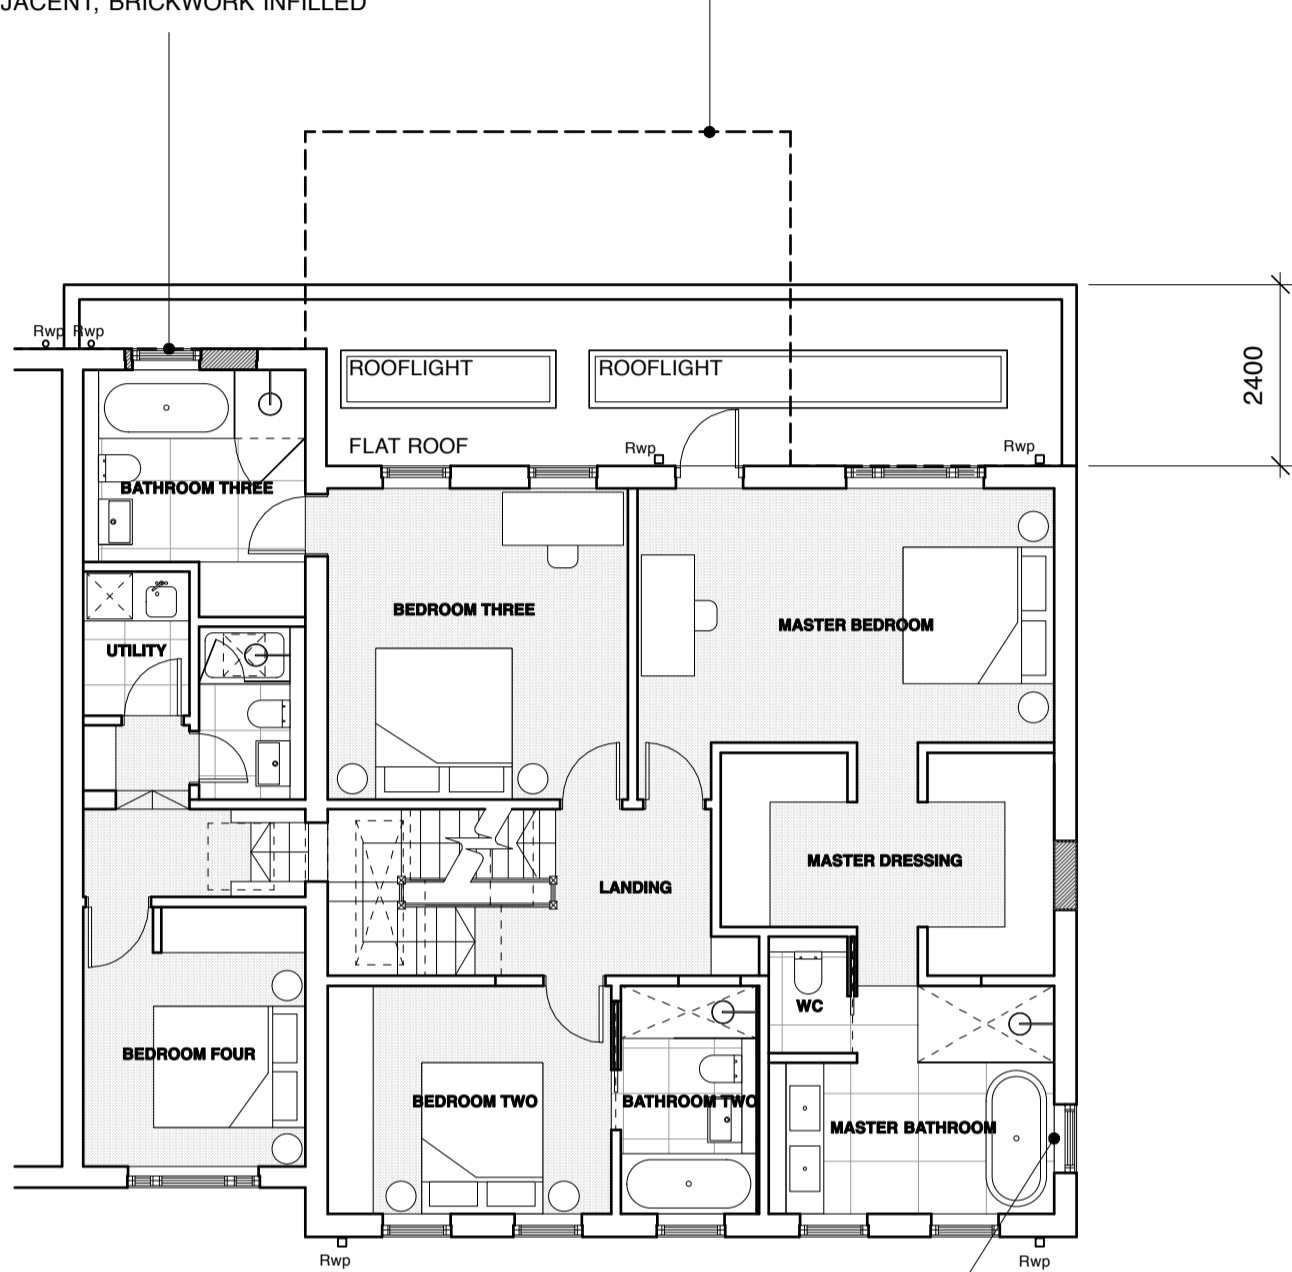 JACENT, BRICKWORK INFILLED
Rwp Rwp
ROOFLIGHT
ROOFLIGHT
2400
FLAT ROOF
Rwp
Rwp
BATHROOM THREE
BEDROOM THREE
MASTER BEDROOM
UTILITY
MASTER DRESSING
LANDING
WC
BEDROOM FOUR
BEDROOM TWO
BATHROOM TWO
MASTER BATHROOM
Rwp
Rwp